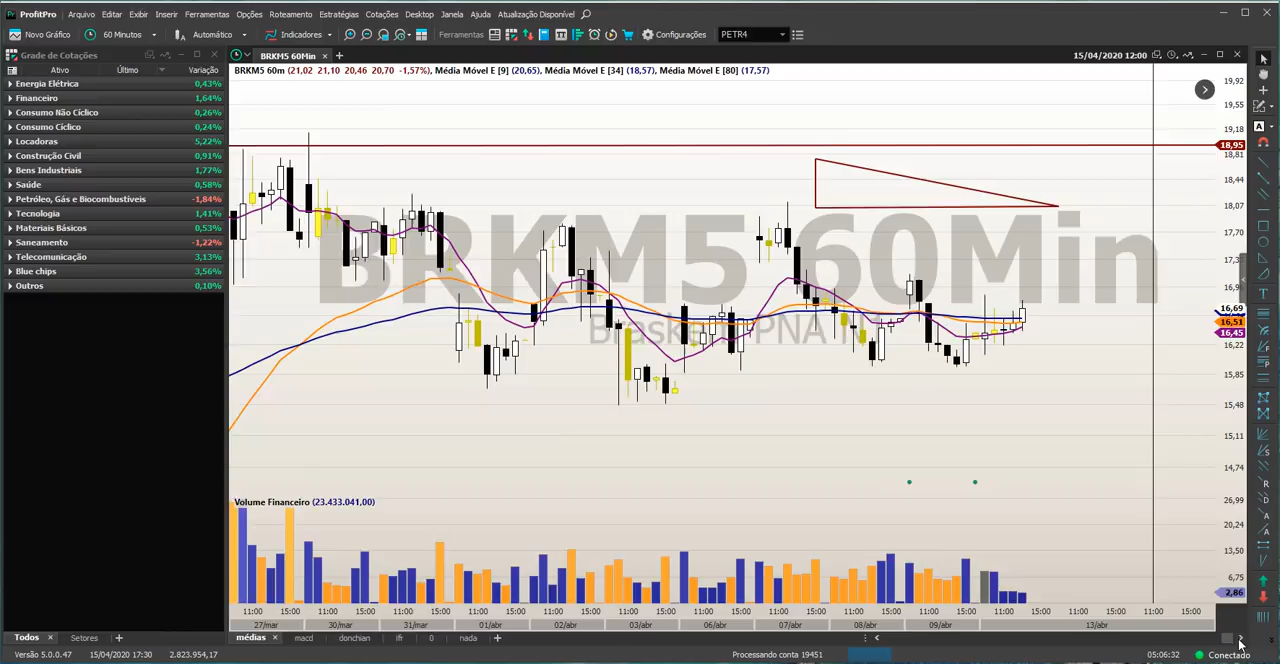 ProfitPro Arquivo Editar Exibir Inserir Ferramentas Opções Roteamento Estratégias Cotações Desktop Janela Ajuda Atualização Disponível
Novo Gráfico 60 Minutos Automático Indicadores Ferramentas Configurações PETR4
Grade de Cotações
Ativo Último Variação
Energia Elétrica 0,43%
Financeiro 1,64%
Consumo Não Cíclico 0,26%
Consumo Cíclico 0,24%
Locadoras 5,22%
Construção Civil 0,91%
Bens Industriais 1,77%
Saúde 0,58%
Petróleo, Gás e Biocombustíveis -1,84%
Tecnologia 1,41%
Materiais Básicos 0,53%
Saneamento -1,22%
Telecomunicação 3,13%
Blue chips 3,56%
Outros 0,10%
BRKM5 60Min 15/04/2020 12:00
BRKM5 60m (21,02 21,10 20,46 20,70 -1,57%), Média Móvel E [9] (20,65), Média Móvel E [34] (18,57), Média Móvel E [80] (17,57)
BRKM5 60Min
Braskem PNA
19,92
19,55
19,18
18,95
18,81
18,44
18,07
17,70
16,69
16,51
16,45
16,22
15,85
15,48
15,11
14,74
Volume Financeiro (23.433.041,00)
26,99
20,24
13,50
6,75
2,86
11:00 15:00 11:00 15:00 11:00 15:00 11:00 15:00 11:00 15:00 11:00 15:00 11:00 15:00 11:00 15:00 11:00 15:00 11:00 15:00 11:00 15:00 11:00 15:00 11:00 15:00
27/mar 30/mar 31/mar 01/abr 02/abr 03/abr 06/abr 07/abr 08/abr 09/abr 13/abr
Todos Setores médias macd donchian ifr 0 nada
Versão 5.0.0.47 15/04/2020 17:30 2.823.954,17 Processando conta 19451 05:06:32 Conectado